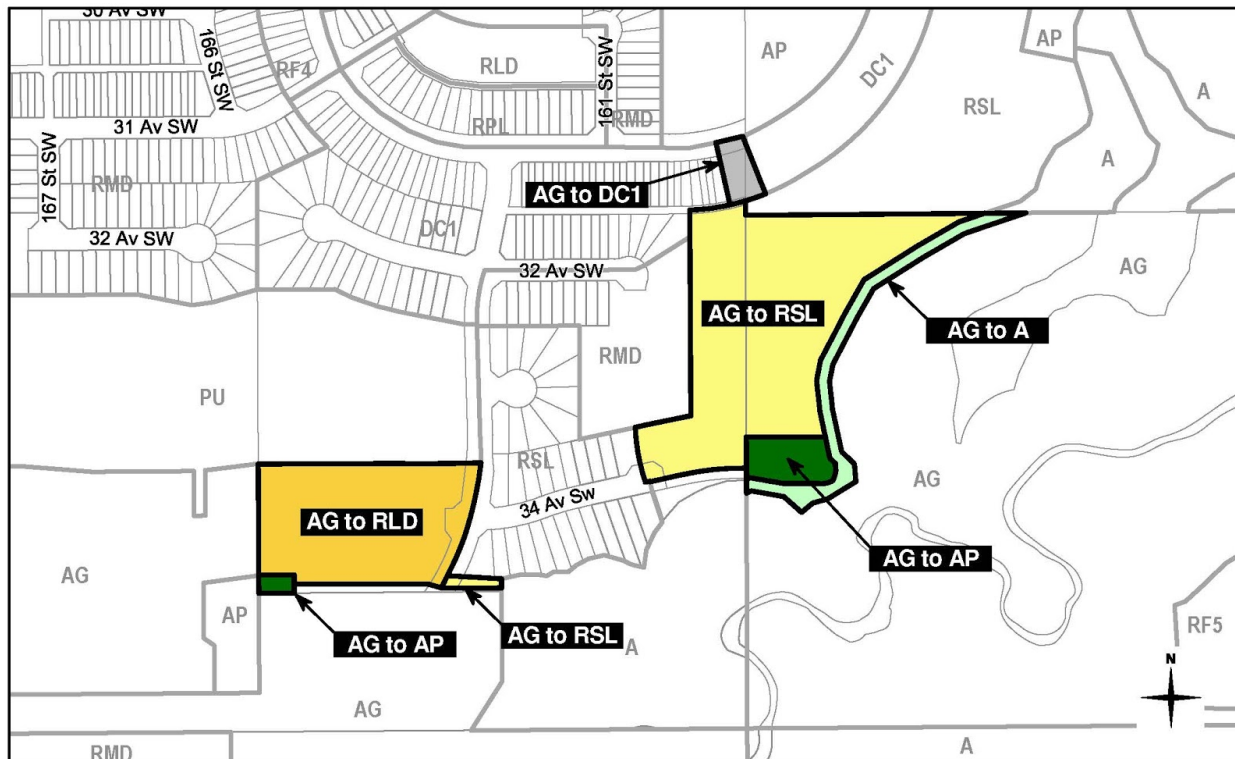 30 Av SW
166 St SW
RF4
RLD
161 St SW
AP
DC1
AP
RSL
A
31 Av SW
RPL
RMD
167 St SW
RMD
A
AG to DC1
32 Av SW
DC1
32 Av SW
AG
AG to RSL
AG to A
RMD
PU
RSL
AG
34 Av Sw
AG to RLD
AG to AP
AG
AP
AG to AP
AG to RSL
A
RF5
N
AG
RMD
A